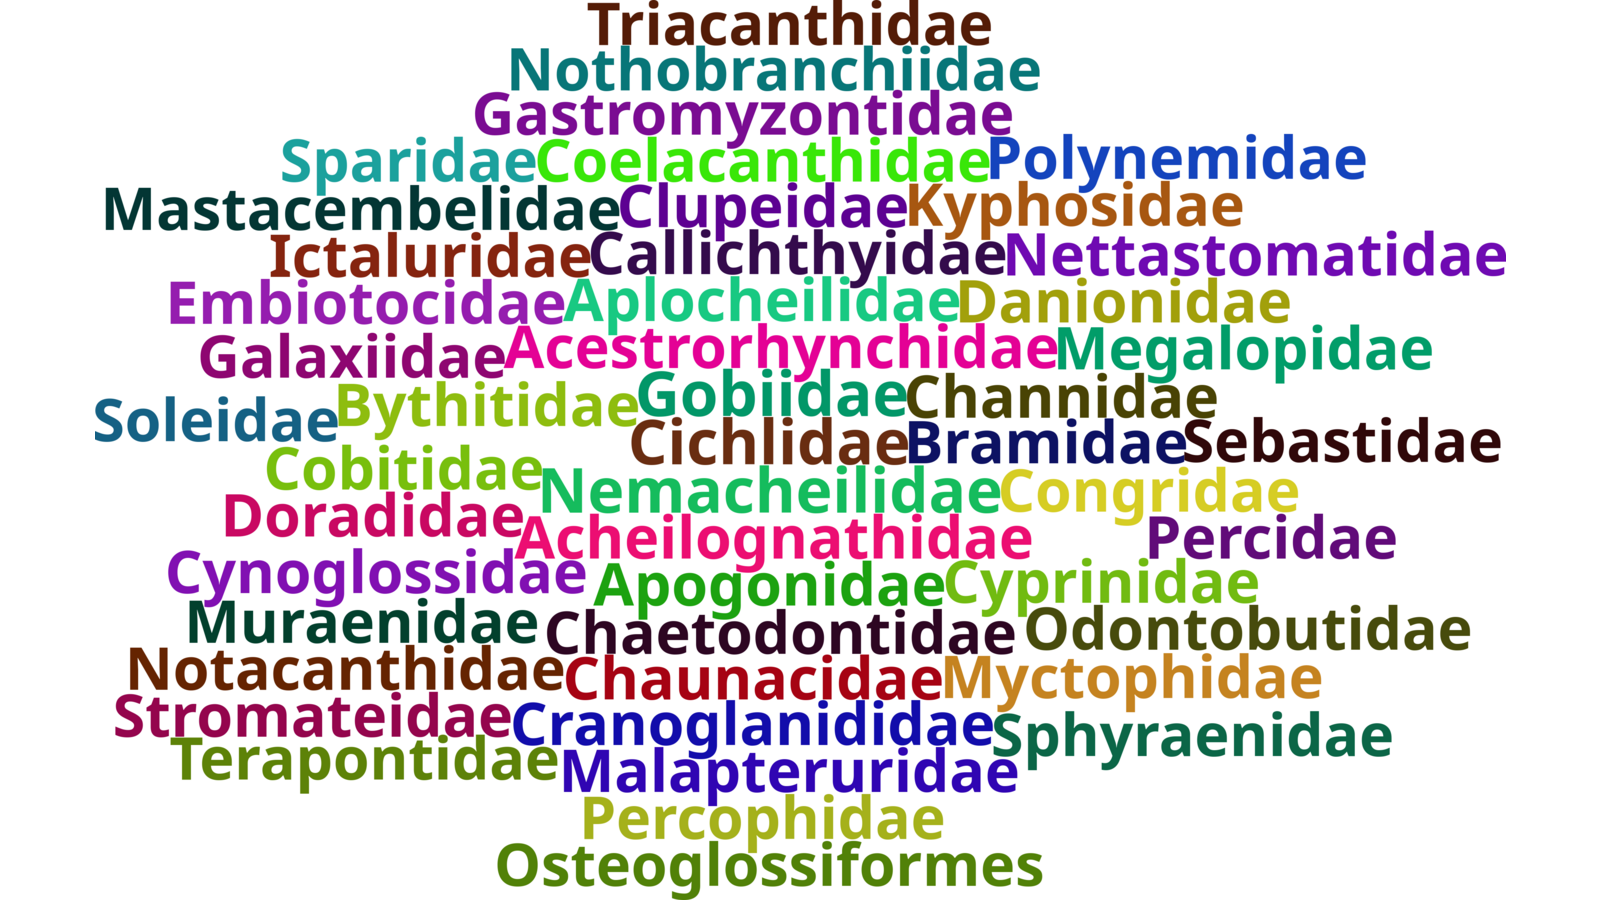 Triacanthidae
Nothobranchiidae
Gastromyzontidae
Sparidae Coelacanthidae Polynemidae
Mastacembelidae Clupeidae Kyphosidae
Ictaluridae Callichthyidae Nettastomatidae
Embiotocidae Aplocheilidae Danionidae
Galaxiidae Acestrorhynchidae Megalopidae
Soleidae Bythitidae Gobiidae Channidae
Cichlidae Bramidae Sebastidae
Cobitidae Nemacheilidae Congridae
Doradidae Acheilognathidae Percidae
Cynoglossidae Apogonidae Cyprinidae
Muraenidae Chaetodontidae Odontobutidae
Notacanthidae Chaunacidae Myctophidae
Stromateidae Cranoglanididae Sphyraenidae
Terapontidae Malapteruridae
Percophidae
Osteoglossiformes